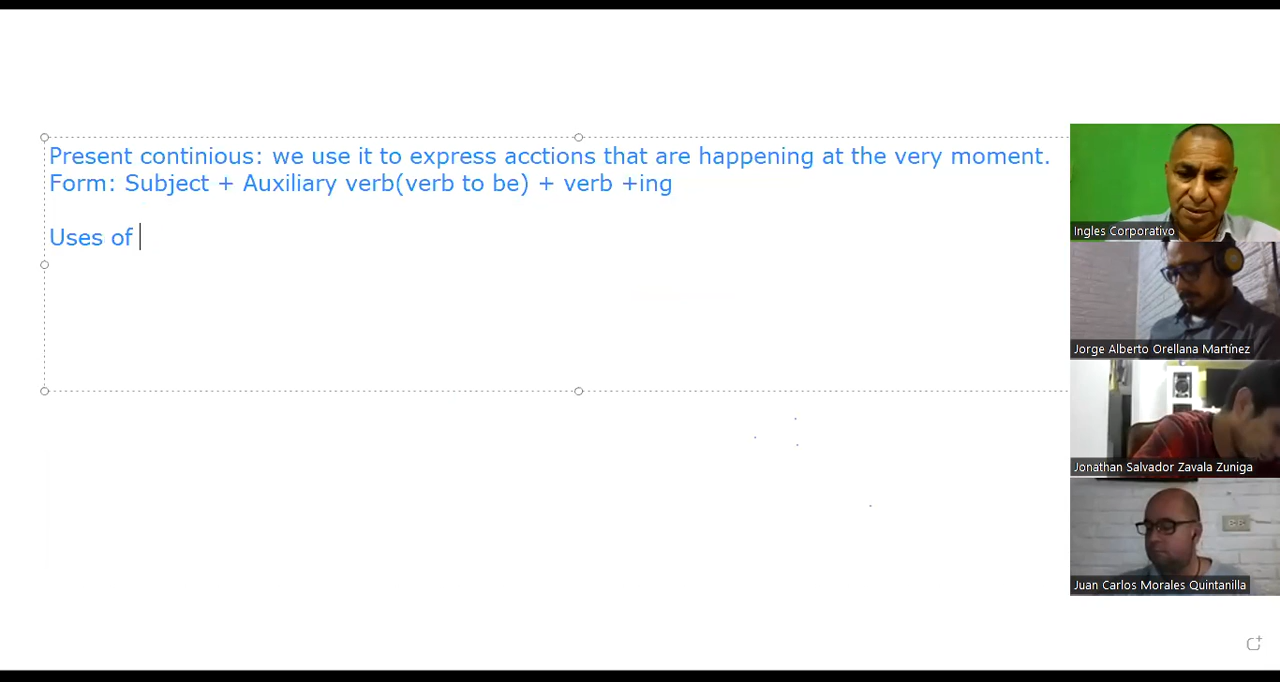 Present continious: we use it to express acctions that are happening at the very moment.
Form: Subject + Auxiliary verb(verb to be) + verb +ing
Uses of
Ingles Corporativo
Jorge Alberto Orellana Martínez
Jonathan Salvador Zavala Zuniga
Juan Carlos Morales Quintanilla